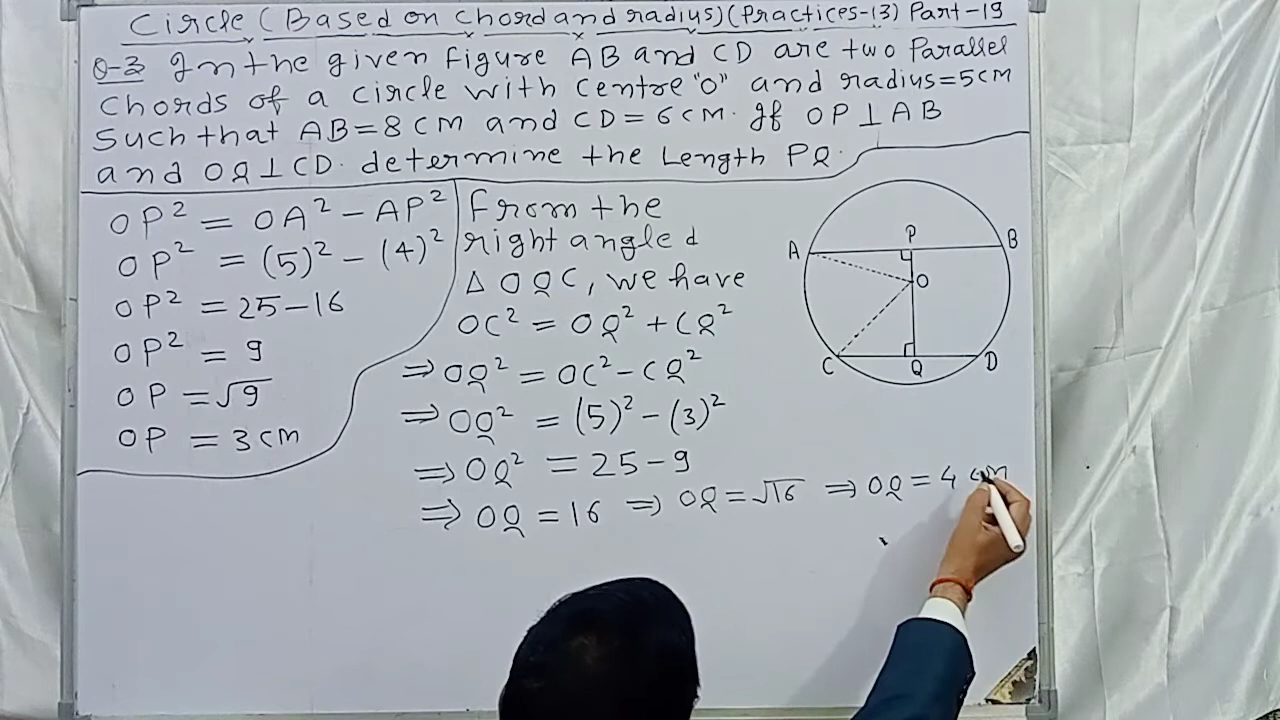 Circle (Based on chord and radius) (Practices-13) Part-19
Q-3 In the given figure AB and CD are two Parallel
Chords of a circle with Centre "O" and radius=5cm
Such that AB=8cm and CD=6cm. If OP⊥AB
and OQ⊥CD. determine the Length PQ.
OP² = OA² - AP²
OP² = (5)² - (4)²
OP² = 25-16
OP² = 9
OP = √9
OP = 3cm
From the
right angled
△OQC, we have
OC² = OQ² + CQ²
⇒ OQ² = OC² - CQ²
⇒ OQ² = (5)² - (3)²
⇒ OQ² = 25-9
⇒ OQ = 16 ⇒ OQ = √16 ⇒ OQ = 4 cm
P
A B
O
C Q D